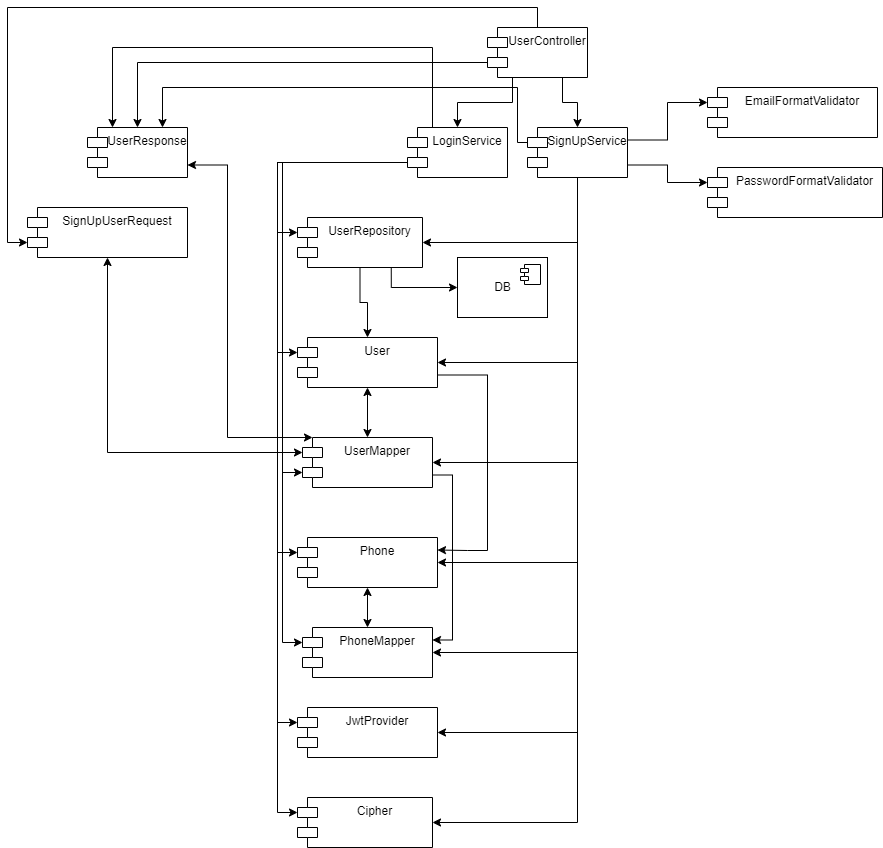 UserController
EmailFormatValidator
UserResponse
LoginService
SignUpService
PasswordFormatValidator
SignUpUserRequest
UserRepository
DB
User
UserMapper
Phone
PhoneMapper
JwtProvider
Cipher